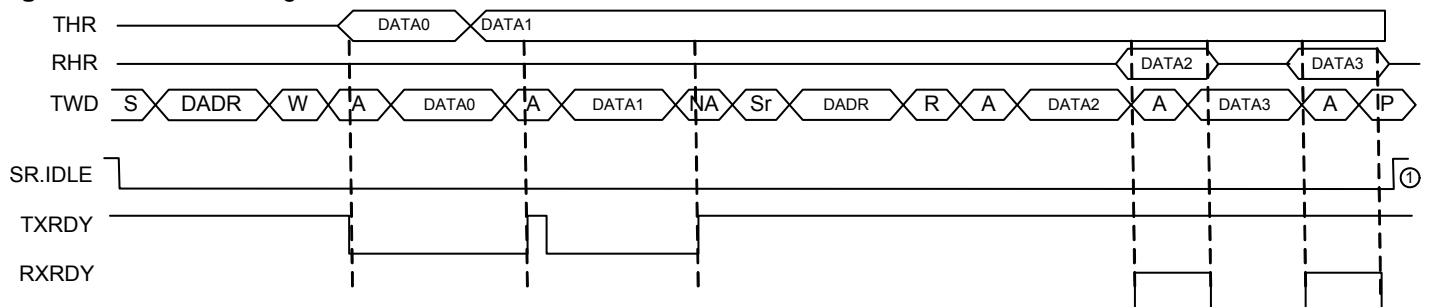 THR DATA0 DATA1
RHR DATA2 DATA3
TWD S DADR W A DATA0 A DATA1 NA Sr DADR R A DATA2 A DATA3 A P
SR.IDLE 1
TXRDY
RXRDY